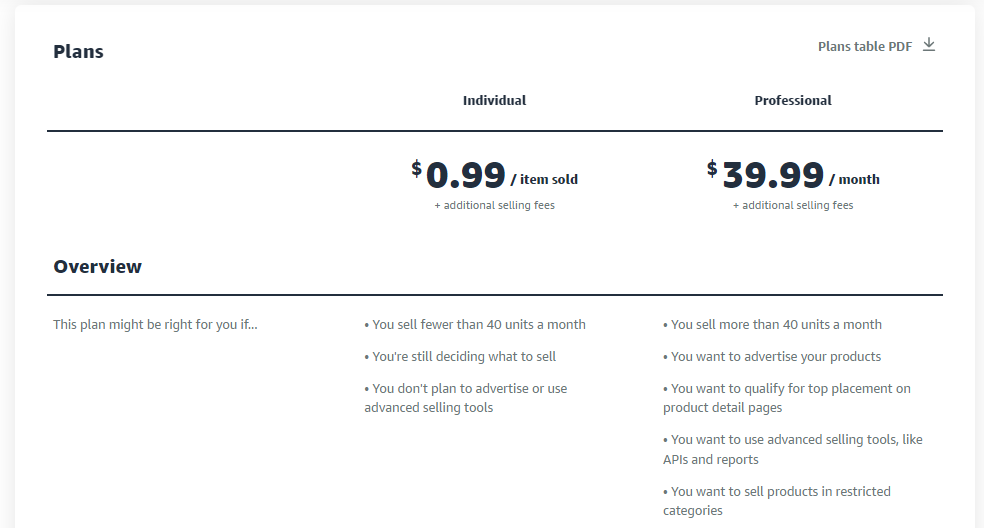 Plans
Plans table PDF
Individual
Professional
$0.99 / item sold
+ additional selling fees
$39.99 / month
+ additional selling fees
Overview
This plan might be right for you if...
• You sell fewer than 40 units a month
• You're still deciding what to sell
• You don't plan to advertise or use
advanced selling tools
• You sell more than 40 units a month
• You want to advertise your products
• You want to qualify for top placement on
product detail pages
• You want to use advanced selling tools, like
APIs and reports
• You want to sell products in restricted
categories